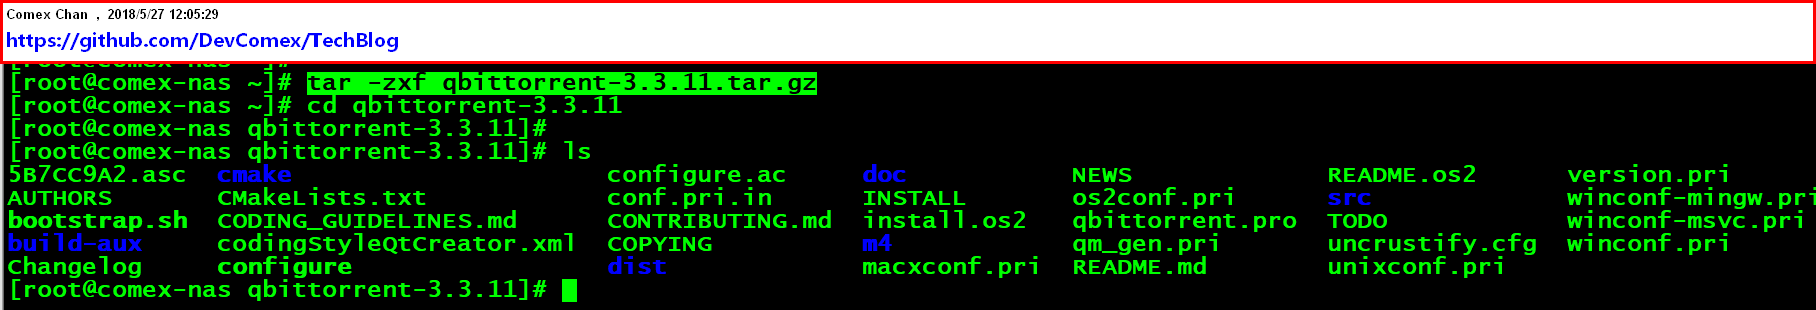 Comex Chan , 2018/5/27 12:05:29
https://github.com/DevComex/TechBlog
[root@comex-nas ~]#
[root@comex-nas ~]# tar -zxf qbittorrent-3.3.11.tar.gz
[root@comex-nas ~]# cd qbittorrent-3.3.11
[root@comex-nas qbittorrent-3.3.11]#
[root@comex-nas qbittorrent-3.3.11]# ls
5B7CC9A2.asc cmake configure.ac doc NEWS README.os2 version.pri
AUTHORS CMakeLists.txt conf.pri.in INSTALL os2conf.pri src winconf-mingw.pri
bootstrap.sh CODING_GUIDELINES.md CONTRIBUTING.md install.os2 qbittorrent.pro TODO winconf-msvc.pri
build-aux codingStyleQtCreator.xml COPYING m4 qm_gen.pri uncrustify.cfg winconf.pri
Changelog configure dist macxconf.pri README.md unixconf.pri
[root@comex-nas qbittorrent-3.3.11]#